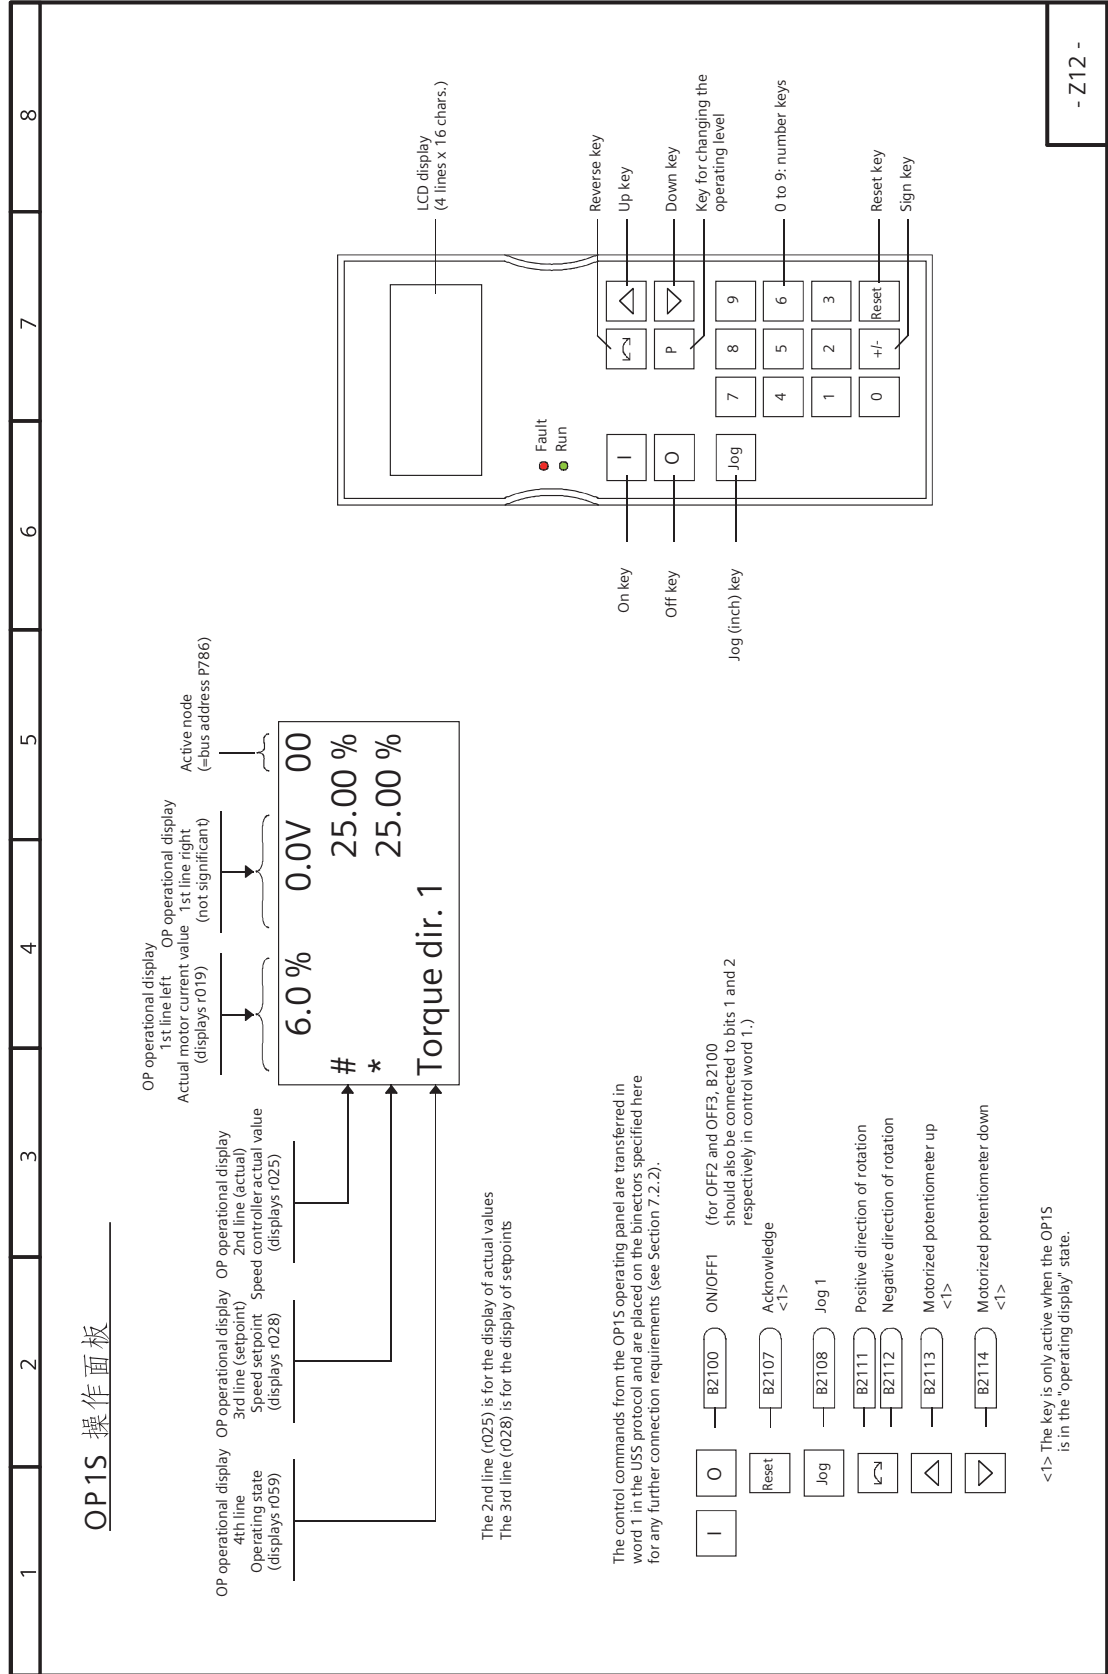 1 2 3 4 5 6 7 8
OP1S 操作面板
OP operational display
4th line
Operating state
(displays r059)
OP operational display
3rd line (setpoint)
Speed setpoint
(displays r028)
OP operational display
2nd line (actual)
Speed controller actual value
(displays r025)
OP operational display
1st line left
Actual motor current value
(displays r019)
OP operational display
1st line right
(not significant)
Active node
(=bus address P786)
6.0 % 0.0V 00
# 25.00 %
* 25.00 %
Torque dir. 1
The 2nd line (r025) is for the display of actual values
The 3rd line (r028) is for the display of setpoints
LCD display
(4 lines x 16 chars.)
Fault
Run
Reverse key
Up key
Down key
Key for changing the
operating level
0 to 9: number keys
Reset key
Sign key
On key
Off key
Jog (inch) key
I
O
P
Jog
7 8 9
4 5 6
1 2 3
0 +/- Reset
The control commands from the OP1S operating panel are transferred in
word 1 in the USS protocol and are placed on the binectors specified here
for any further connection requirements (see Section 7.2.2).
I O B2100 ON/OFF1 (for OFF2 and OFF3, B2100
should also be connected to bits 1 and 2
respectively in control word 1.)
Reset B2107 Acknowledge
<1>
Jog B2108 Jog 1
B2111 Positive direction of rotation
B2112 Negative direction of rotation
B2113 Motorized potentiometer up
<1>
B2114 Motorized potentiometer down
<1>
<1> The key is only active when the OP1S
is in the "operating display" state.
- Z12 -